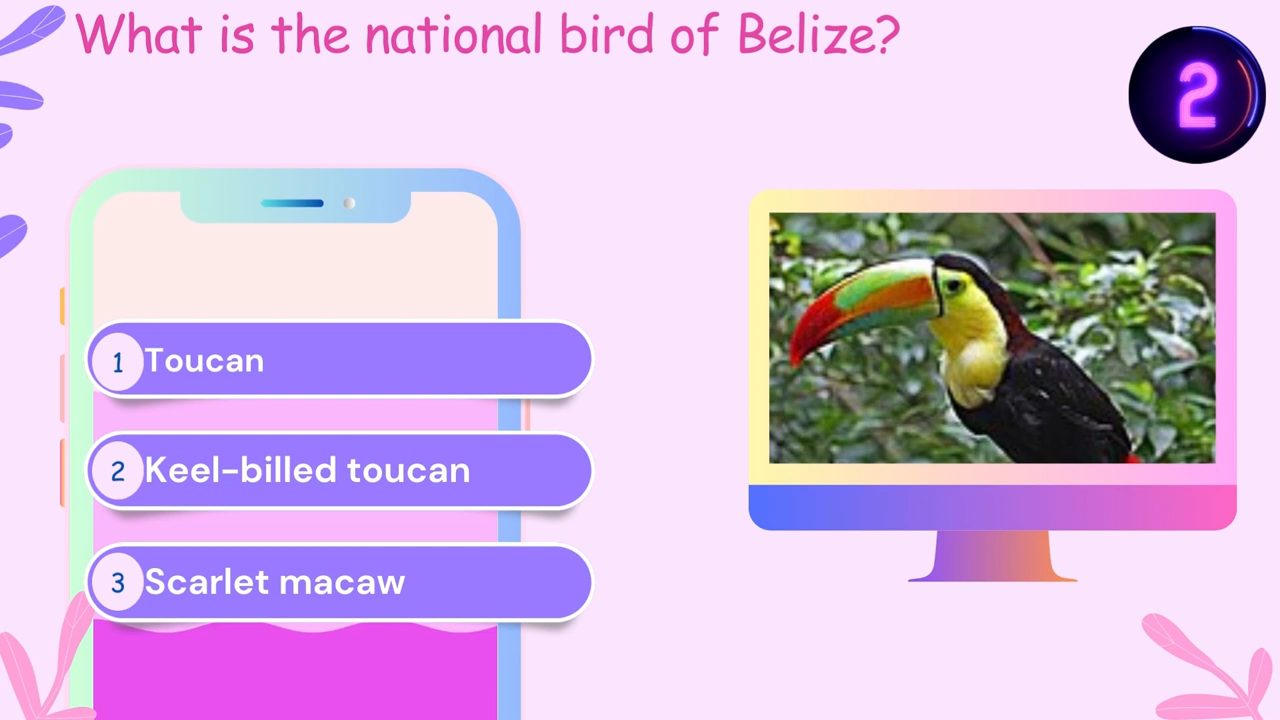 What is the national bird of Belize?
2
1 Toucan
2 Keel-billed toucan
3 Scarlet macaw